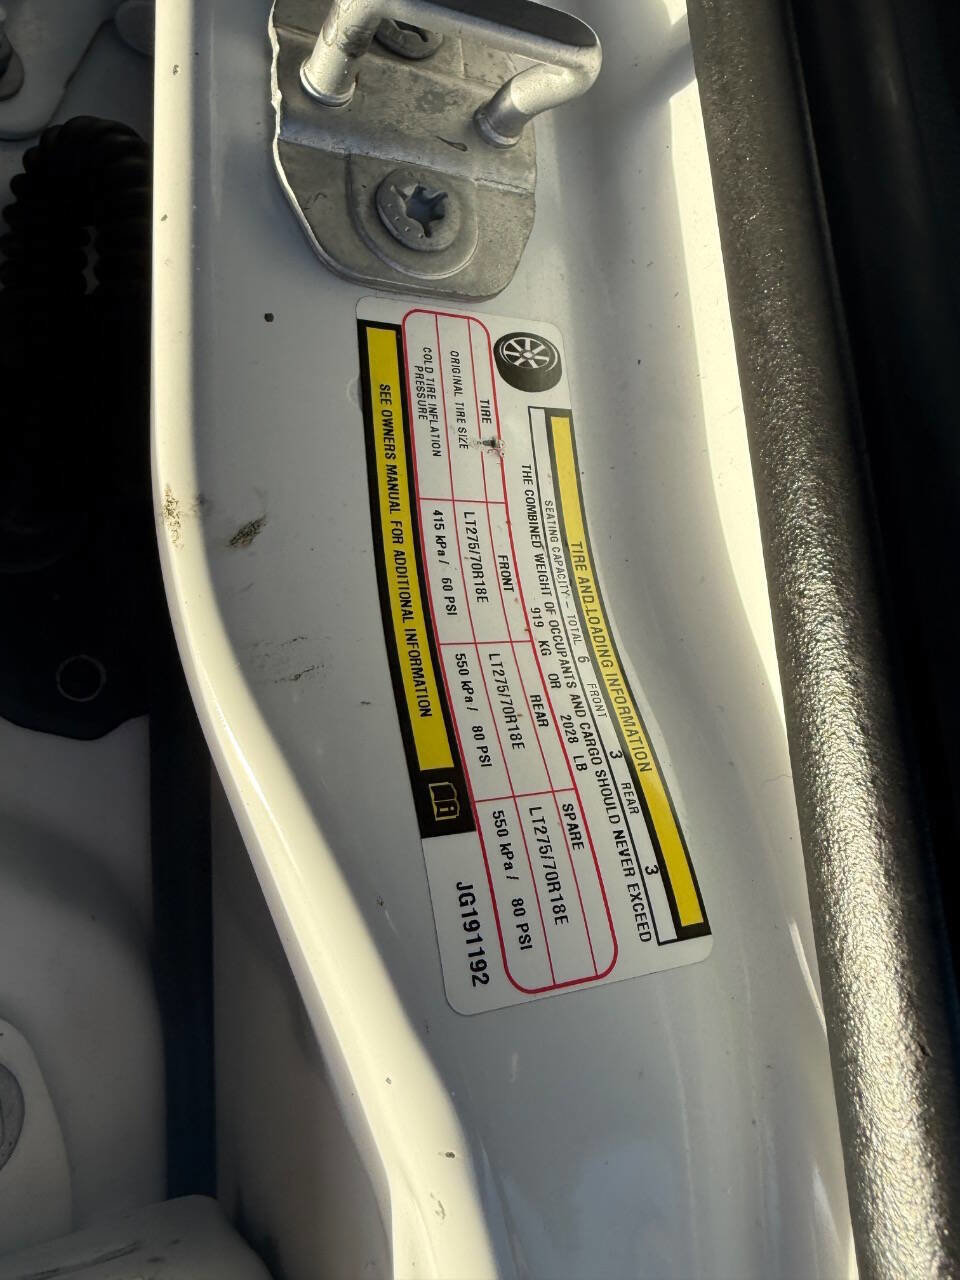 TIRE AND LOADING INFORMATION
SEATING CAPACITY - TOTAL 6 FRONT 3 REAR 3
THE COMBINED WEIGHT OF OCCUPANTS AND CARGO SHOULD NEVER EXCEED
919 KG OR 2028 LB
TIRE FRONT REAR SPARE
ORIGINAL TIRE SIZE LT275/70R18E LT275/70R18E LT275/70R18E
COLD TIRE INFLATION PRESSURE 415 kPa / 60 PSI 550 kPa / 80 PSI 550 kPa / 80 PSI
SEE OWNERS MANUAL FOR ADDITIONAL INFORMATION
JG191192